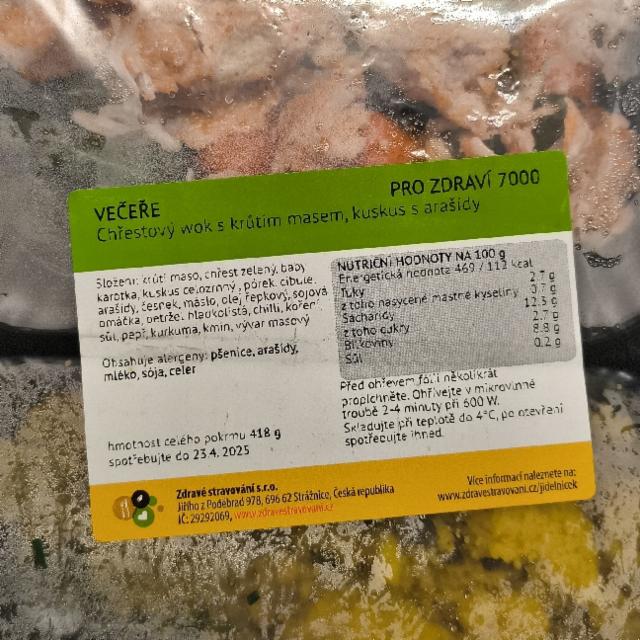 VEČEŘE
PRO ZDRAVÍ 7000
Chřestový wok s krůtím masem, kuskus s arašídy
Složení: krůtí maso, chřest zelený, baby
karotka, kuskus celozrnný, pórek, cibule,
arašídy, česnek, máslo, olej řepkový, sojová
omáčka, petržel hladkolistá, chilli, koření,
sůl, pepř, kurkuma, kmín, vývar masový
Obsahuje alergeny: pšenice, arašídy,
mléko, sója, celer
hmotnost celého pokrmu 418 g
spotřebujte do 23.4. 2025
NUTRIČNÍ HODNOTY NA 100 g
Energetická hodnota 469 / 112 kcal
Tuky 2.7 g
z toho nasycené mastné kyseliny 0.7 g
Sacharidy 12.5 g
z toho cukry 2.7 g
Bílkoviny 8.8 g
Sůl 0.2 g
Před ohřevem fólii několikrát
propíchněte. Ohřívejte v mikrovlnné
troubě 2-4 minuty při 600 W.
Skladujte při teplotě do 4°C, po otevření
spotřebujte ihned.
Zdravé stravování s.r.o.
Jiřího z Poděbrad 978, 696 62 Strážnice, Česká republika
IČ: 29292069, www.zdravestravovani.cz
Více informací naleznete na:
www.zdravestravovani.cz/jidelnicek